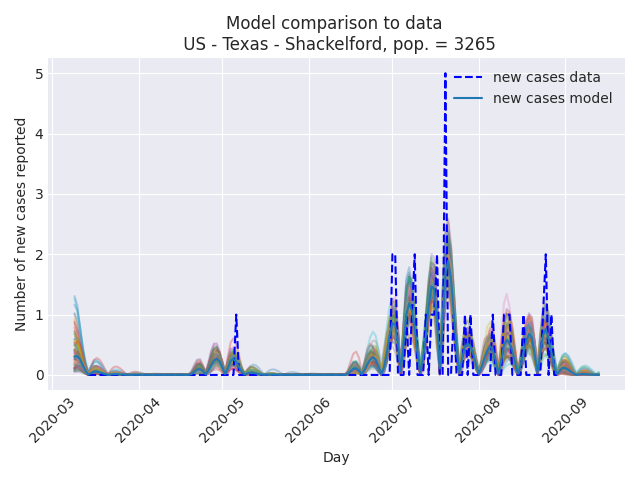 Model comparison to data
US - Texas - Shackelford, pop. = 3265
new cases data
new cases model
Number of new cases reported
5
4
3
2
1
0
2020-03
2020-04
2020-05
2020-06
2020-07
2020-08
2020-09
Day